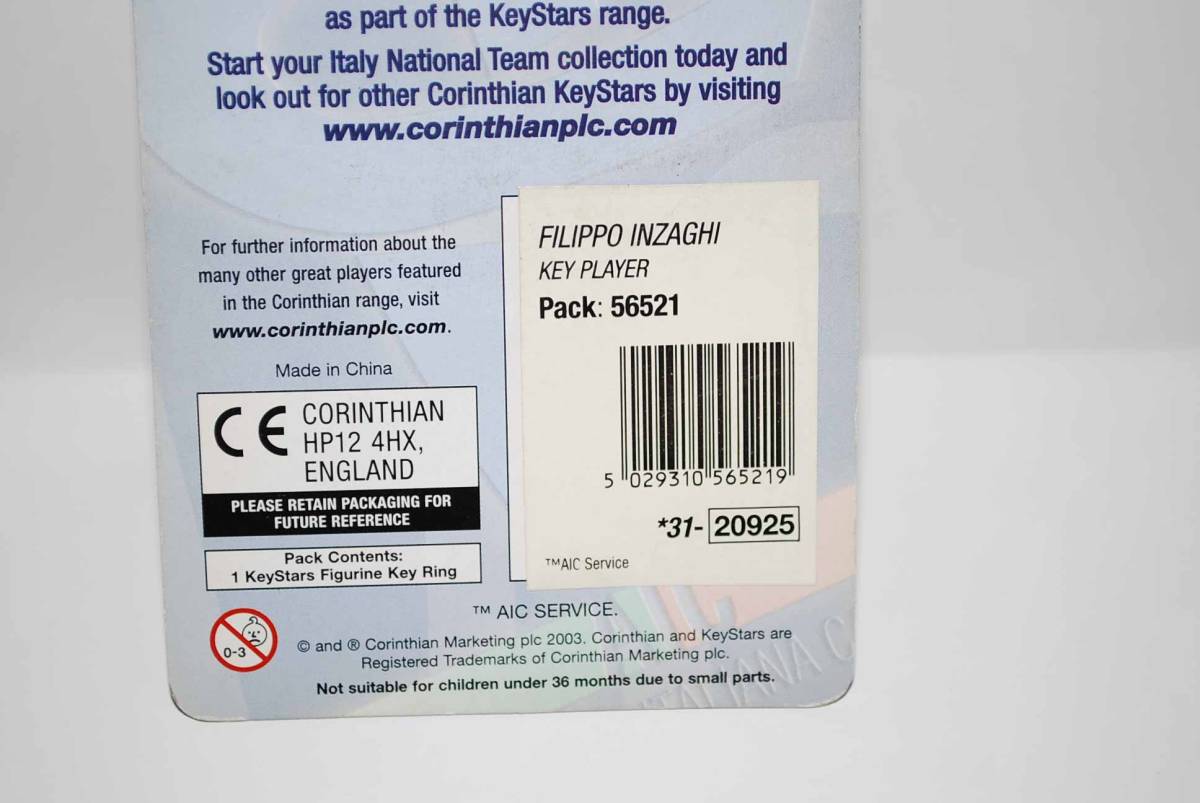 as part of the KeyStars range.
Start your Italy National Team collection today and
look out for other Corinthian KeyStars by visiting
www.corinthianplc.com
For further information about the
many other great players featured
in the Corinthian range, visit
www.corinthianplc.com.
Made in China
CE CORINTHIAN
HP12 4HX,
ENGLAND
PLEASE RETAIN PACKAGING FOR
FUTURE REFERENCE
Pack Contents:
1 KeyStars Figurine Key Ring
FILIPPO INZAGHI
KEY PLAYER
Pack: 56521
5 029310 565219
*31- 20925
™AIC Service
™ AIC SERVICE.
0-3
© and ® Corinthian Marketing plc 2003. Corinthian and KeyStars are
Registered Trademarks of Corinthian Marketing plc.
Not suitable for children under 36 months due to small parts.